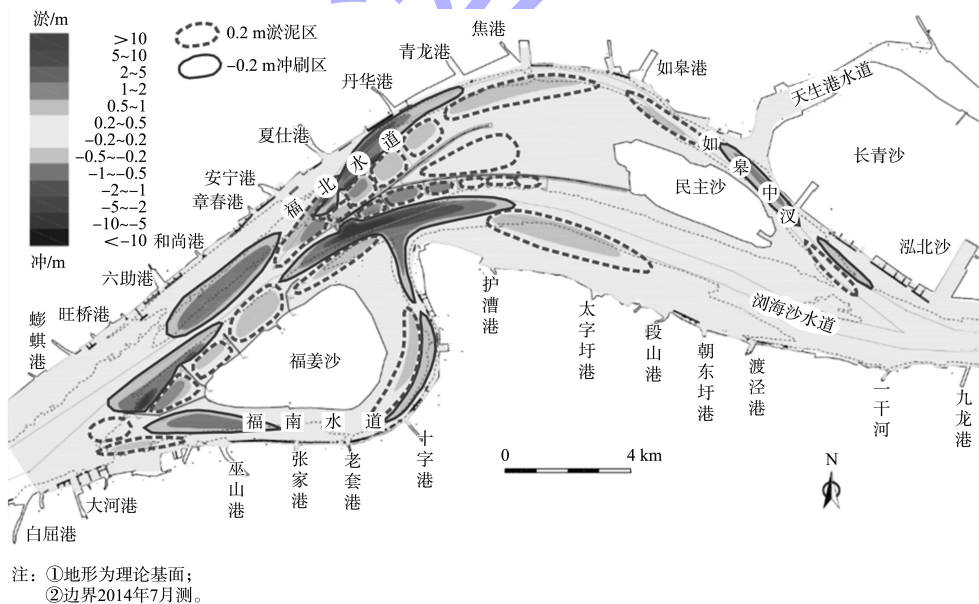 淤/m
>10
5~10
2~5
1~2
0.5~1
0.2~0.5
-0.2~0.2
-0.5~-0.2
-1~-0.5
-2~-1
-5~-2
-10~-5
<-10
冲/m
0.2 m淤泥区
-0.2 m冲刷区
焦港
青龙港
丹华港
如皋港
天生港水道
夏仕港
长青沙
安宁港
章春港
福北水道
如皋中汊
民主沙
和尚港
泓北沙
六助港
旺桥港
蟛蜞港
护漕港
太字圩港
段山港
朝东圩港
渡泾港
浏海沙水道
一干河
九龙港
福姜沙
福南水道
十字港
巫山港
张家港
老套港
大河港
白屈港
0 4 km
N
注：①地形为理论基面；
②边界2014年7月测。